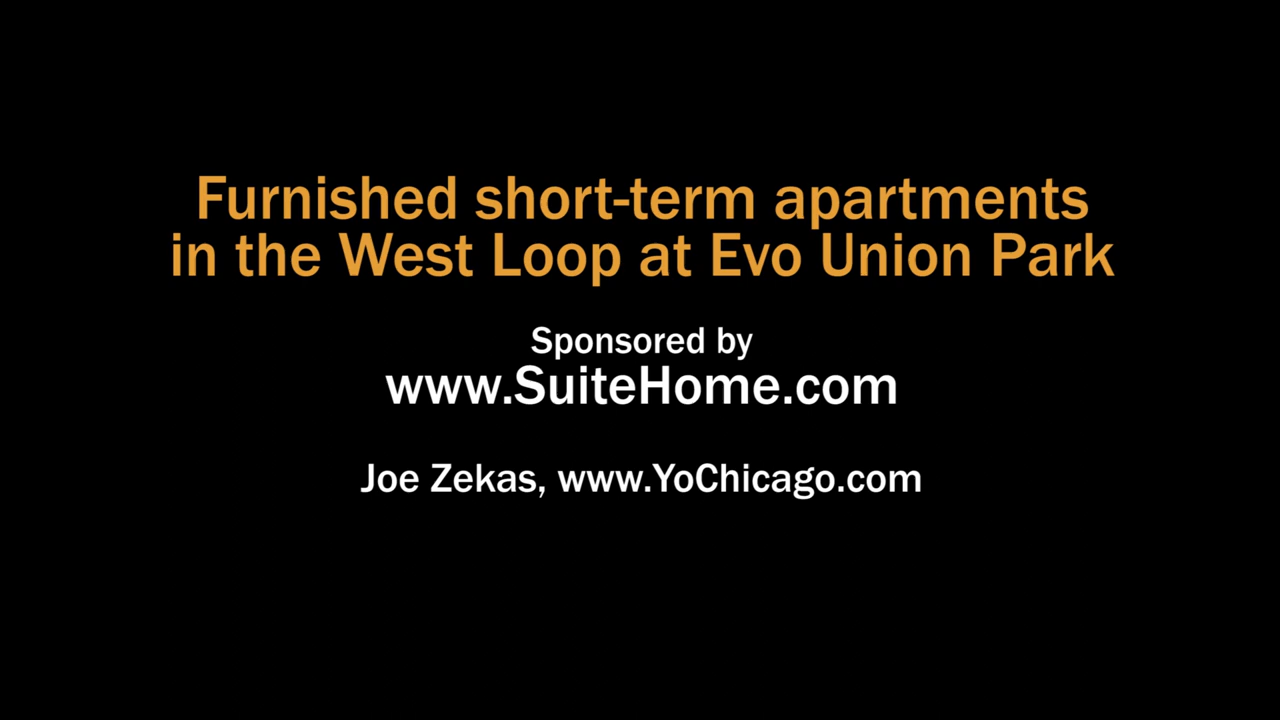 Furnished short-term apartments
in the West Loop at Evo Union Park
Sponsored by
www.SuiteHome.com
Joe Zekas, www.YoChicago.com